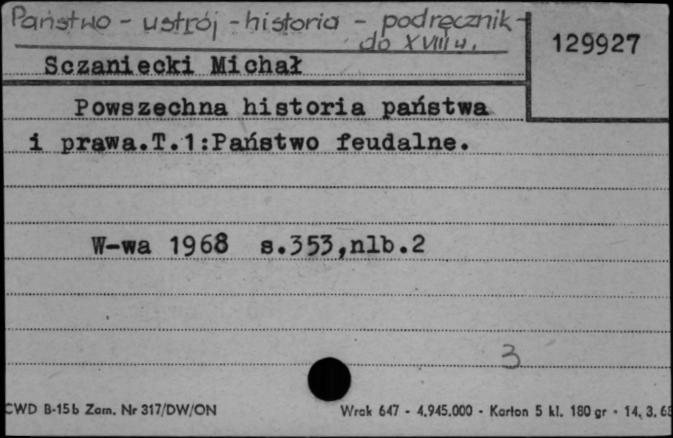 Państwo - ustrój - historia - podręcznik -
do XVIII w.
129927
Sczaniecki Michał
Powszechna historia państwa
i prawa.T.1:Państwo feudalne.
W-wa 1968 s.353,nlb.2
3
CWD B-15b Zam. Nr 317/DW/ON
Wrak 647 - 4.945.000 - Karton 5 kl. 180 gr - 14. 3. 68